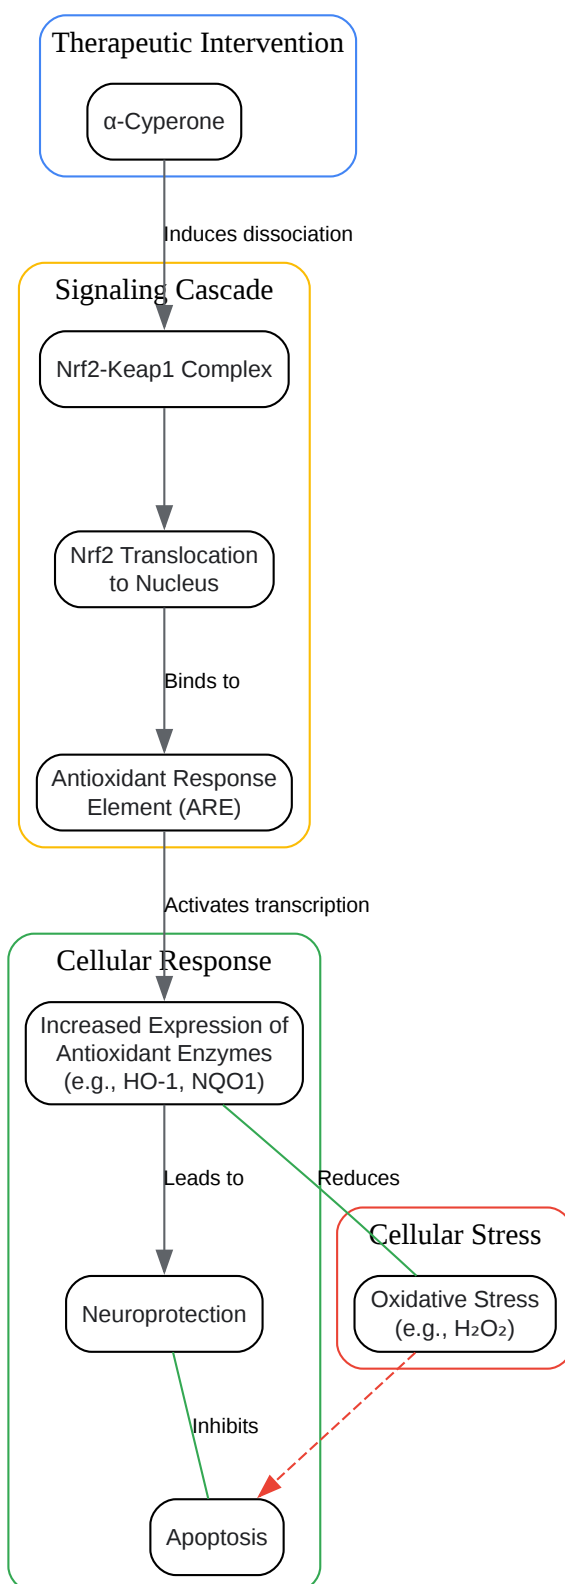 Therapeutic Intervention
α-Cyperone
Induces dissociation
Signaling Cascade
Nrf2-Keap1 Complex
Nrf2 Translocation
to Nucleus
Binds to
Antioxidant Response
Element (ARE)
Activates transcription
Cellular Response
Increased Expression of
Antioxidant Enzymes
(e.g., HO-1, NQO1)
Leads to
Reduces
Cellular Stress
Oxidative Stress
(e.g., H₂O₂)
Neuroprotection
Inhibits
Apoptosis